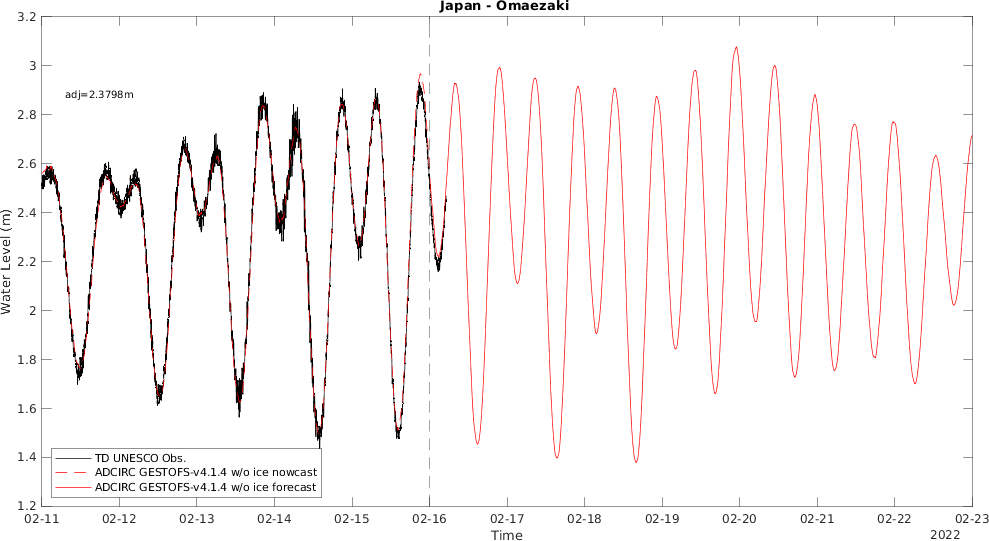 Japan - Omaezaki
3.2
3
2.8
2.6
2.4
2.2
2
1.8
1.6
1.4
1.2
Water Level (m)
adj=2.3798m
TD UNESCO Obs.
ADCIRC GESTOFS-v4.1.4 w/o ice nowcast
ADCIRC GESTOFS-v4.1.4 w/o ice forecast
02-11 02-12 02-13 02-14 02-15 02-16 02-17 02-18 02-19 02-20 02-21 02-22 02-23
Time
2022